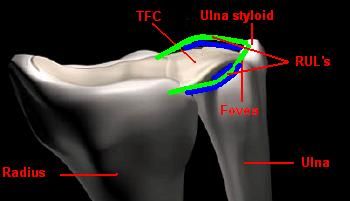 TFC
Ulna styloid
RUL's
Fovea
Radius
Ulna